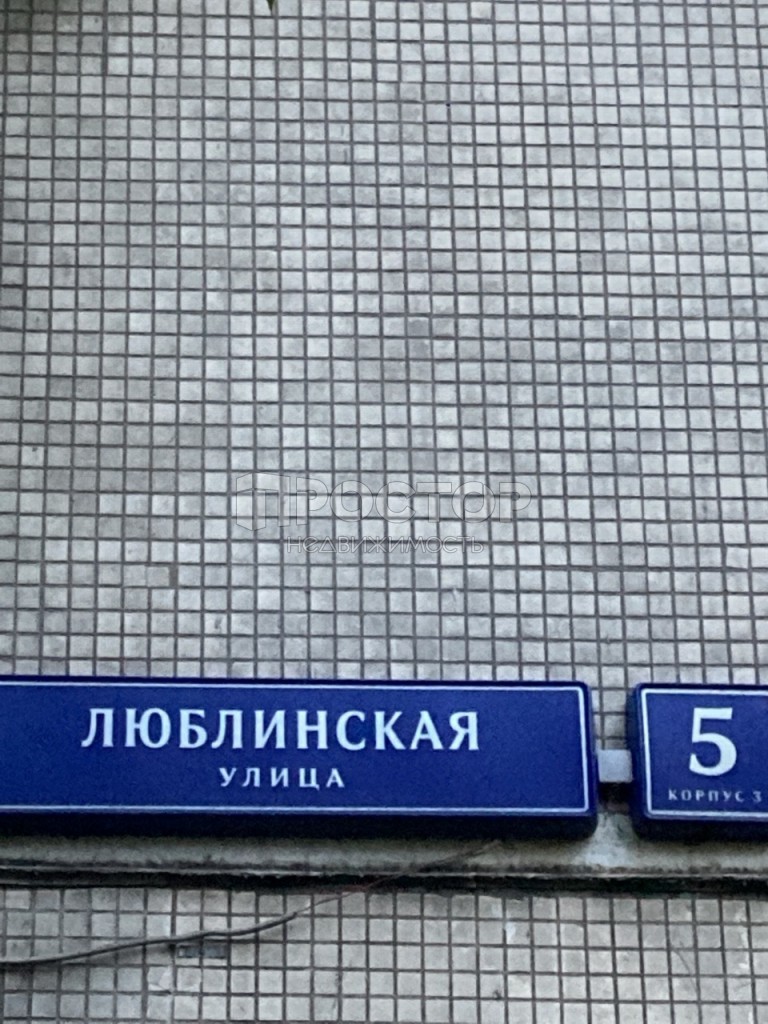 ПРОСТОР
недвижимость
ЛЮБЛИНСКАЯ
УЛИЦА
5
КОРПУС 3